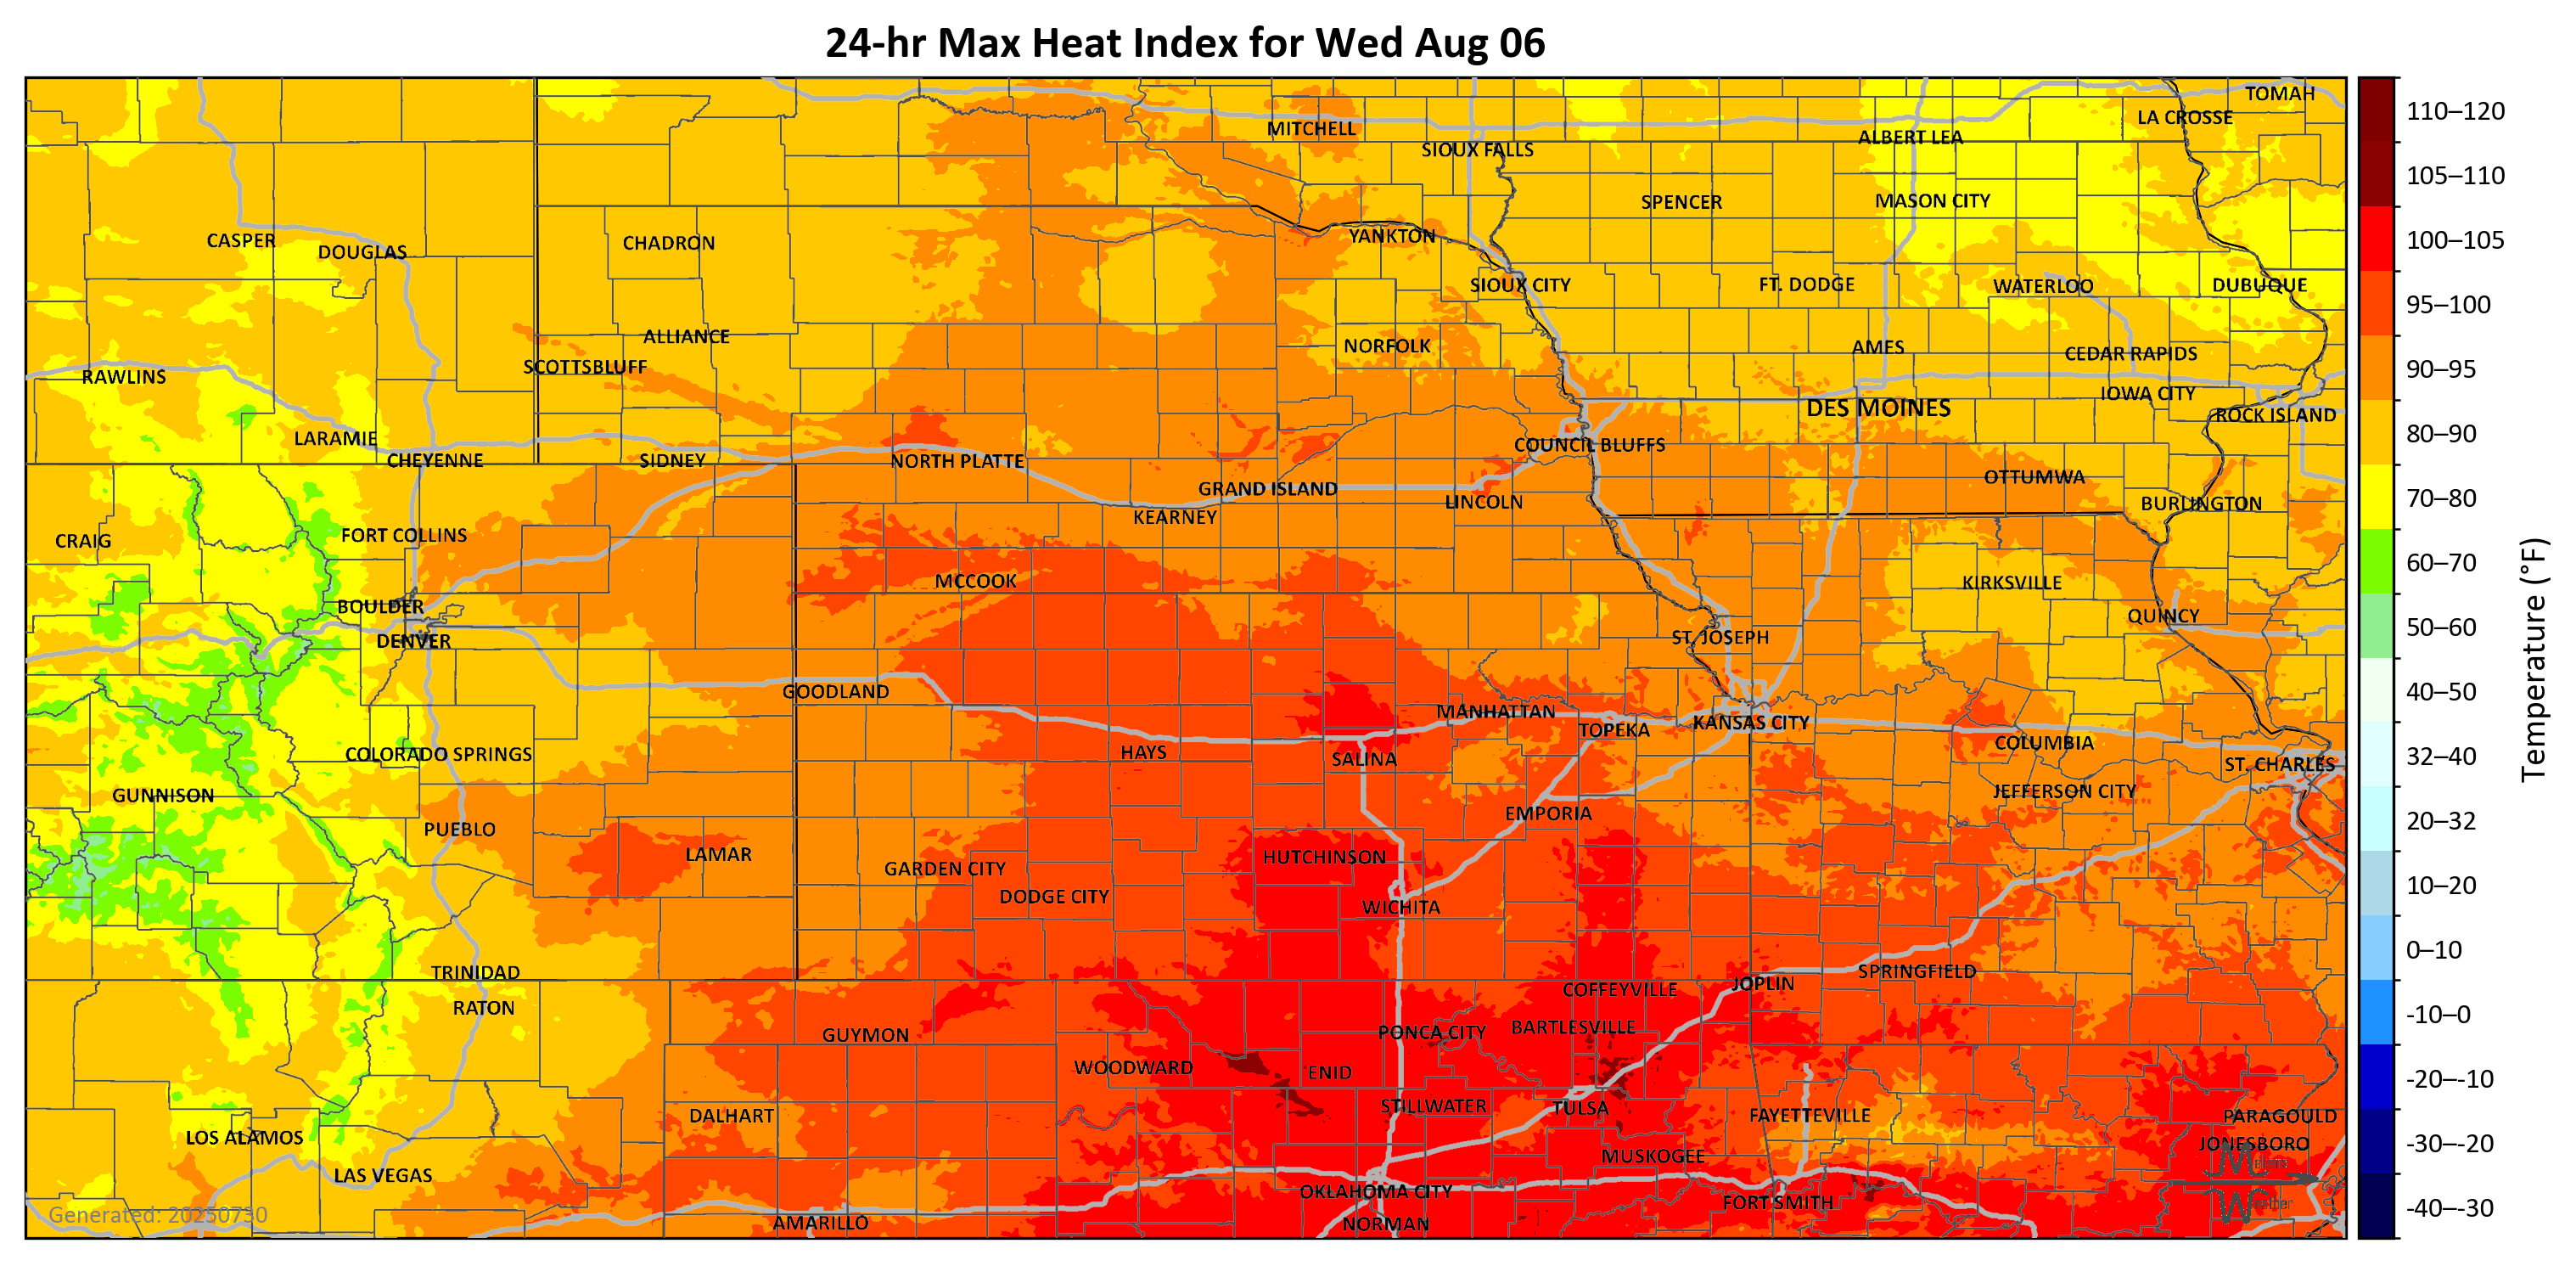 24-hr Max Heat Index for Wed Aug 06
TOMAH
LA CROSSE
MITCHELL
ALBERT LEA
SIOUX FALLS
SPENCER
MASON CITY
YANKTON
CASPER
CHADRON
DOUGLAS
SIOUX CITY
FT. DODGE
WATERLOO
DUBUQUE
ALLIANCE
NORFOLK
AMES
CEDAR RAPIDS
SCOTTSBLUFF
RAWLINS
IOWA CITY
DES MOINES
ROCK ISLAND
LARAMIE
COUNCIL BLUFFS
CHEYENNE
SIDNEY
NORTH PLATTE
OTTUMWA
GRAND ISLAND
LINCOLN
BURLINGTON
KEARNEY
FORT COLLINS
CRAIG
MCCOOK
KIRKSVILLE
BOULDER
QUINCY
DENVER
ST. JOSEPH
GOODLAND
MANHATTAN
KANSAS CITY
TOPEKA
COLUMBIA
HAYS
COLORADO SPRINGS
SALINA
ST. CHARLES
GUNNISON
JEFFERSON CITY
EMPORIA
PUEBLO
LAMAR
HUTCHINSON
GARDEN CITY
DODGE CITY
WICHITA
TRINIDAD
SPRINGFIELD
JOPLIN
COFFEYVILLE
RATON
BARTLESVILLE
PONCA CITY
GUYMON
WOODWARD
ENID
STILLWATER
TULSA
DALHART
FAYETTEVILLE
PARAGOULD
LOS ALAMOS
JONESBORO
MUSKOGEE
LAS VEGAS
OKLAHOMA CITY
FORT SMITH
AMARILLO
NORMAN
Generated: 20250730
110–120
105–110
100–105
95–100
90–95
80–90
70–80
60–70
50–60
40–50
32–40
20–32
10–20
0–10
-10–0
-20–-10
-30–-20
-40–-30
Temperature (°F)